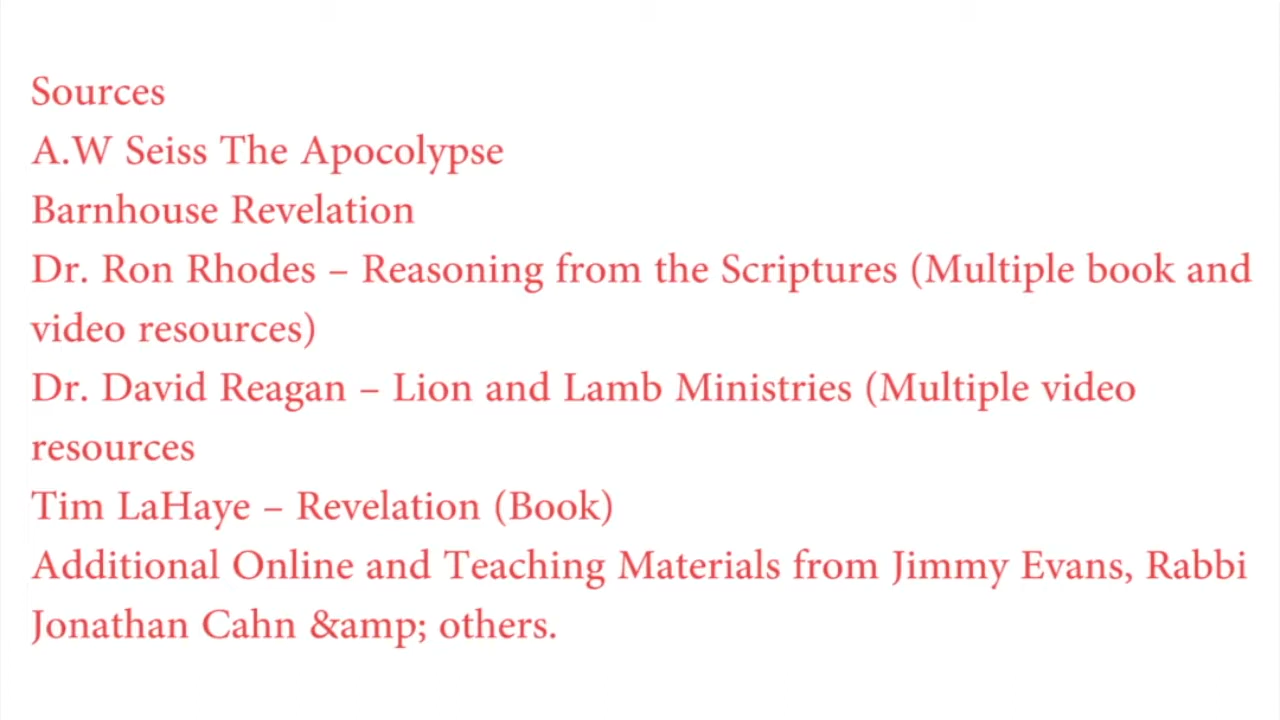 Sources
A.W Seiss The Apocolypse
Barnhouse Revelation
Dr. Ron Rhodes – Reasoning from the Scriptures (Multiple book and
video resources)
Dr. David Reagan – Lion and Lamb Ministries (Multiple video
resources
Tim LaHaye – Revelation (Book)
Additional Online and Teaching Materials from Jimmy Evans, Rabbi
Jonathan Cahn &amp; others.